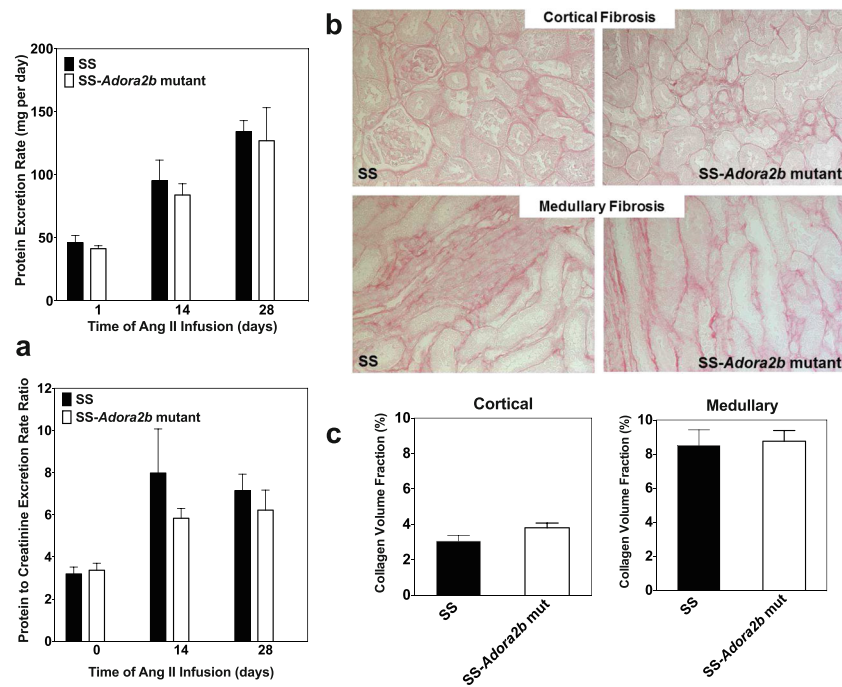 200
150
100
50
0
Protein Excretion Rate (mg per day)
SS
SS-Adora2b mutant
1 14 28
Time of Ang II Infusion (days)
a
12
10
8
6
4
2
0
Protein to Creatinine Excretion Rate Ratio
SS
SS-Adora2b mutant
0 14 28
Time of Ang II Infusion (days)
b
Cortical Fibrosis
SS
SS-Adora2b mutant
Medullary Fibrosis
SS
SS-Adora2b mutant
c
Cortical
Collagen Volume Fraction (%)
10
8
6
4
2
0
SS
SS-Adora2b mut
Medullary
Collagen Volume Fraction (%)
10
8
6
4
2
0
SS
SS-Adora2b mut